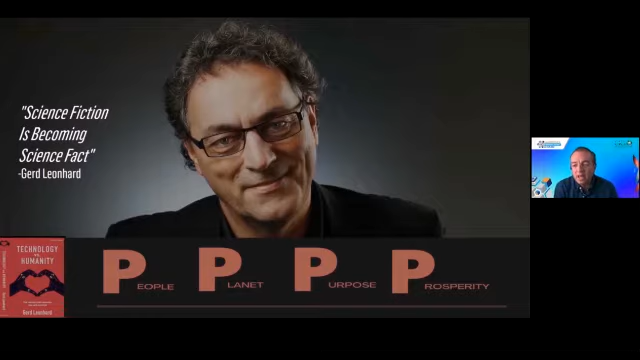 "Science Fiction
Is Becoming
Science Fact"
-Gerd Leonhard
TECHNOLOGY
VS.
HUMANITY
Gerd Leonhard
PEOPLE PLANET PURPOSE PROSPERITY